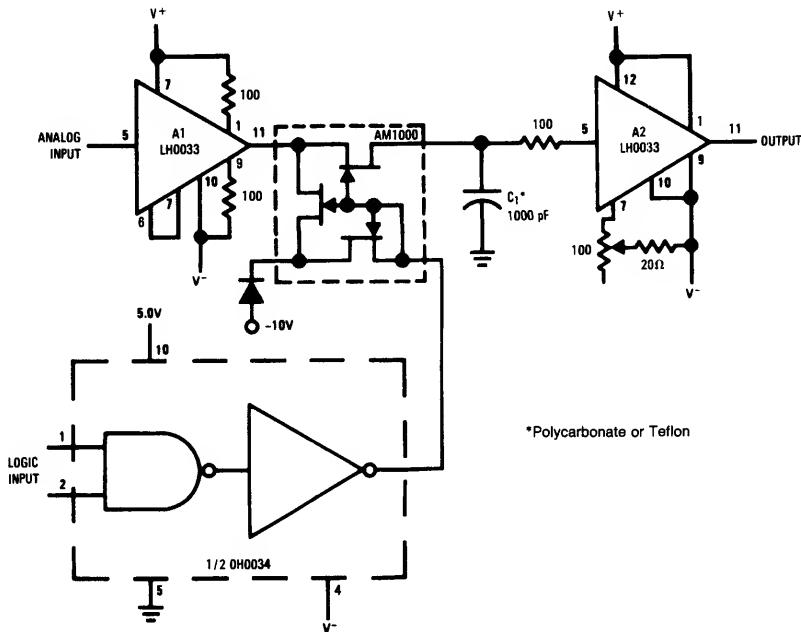 V+
7
100
1
ANALOG
INPUT
5
A1
LH0033
11
9
10
7
6
100
V-
AM1000
C1*
1000 pF
100
V+
12
1
5
A2
LH0033
11
OUTPUT
9
10
7
100
20Ω
V-
-10V
5.0V
10
1
LOGIC
INPUT
2
1/2 0H0034
5
4
V-
*Polycarbonate or Teflon